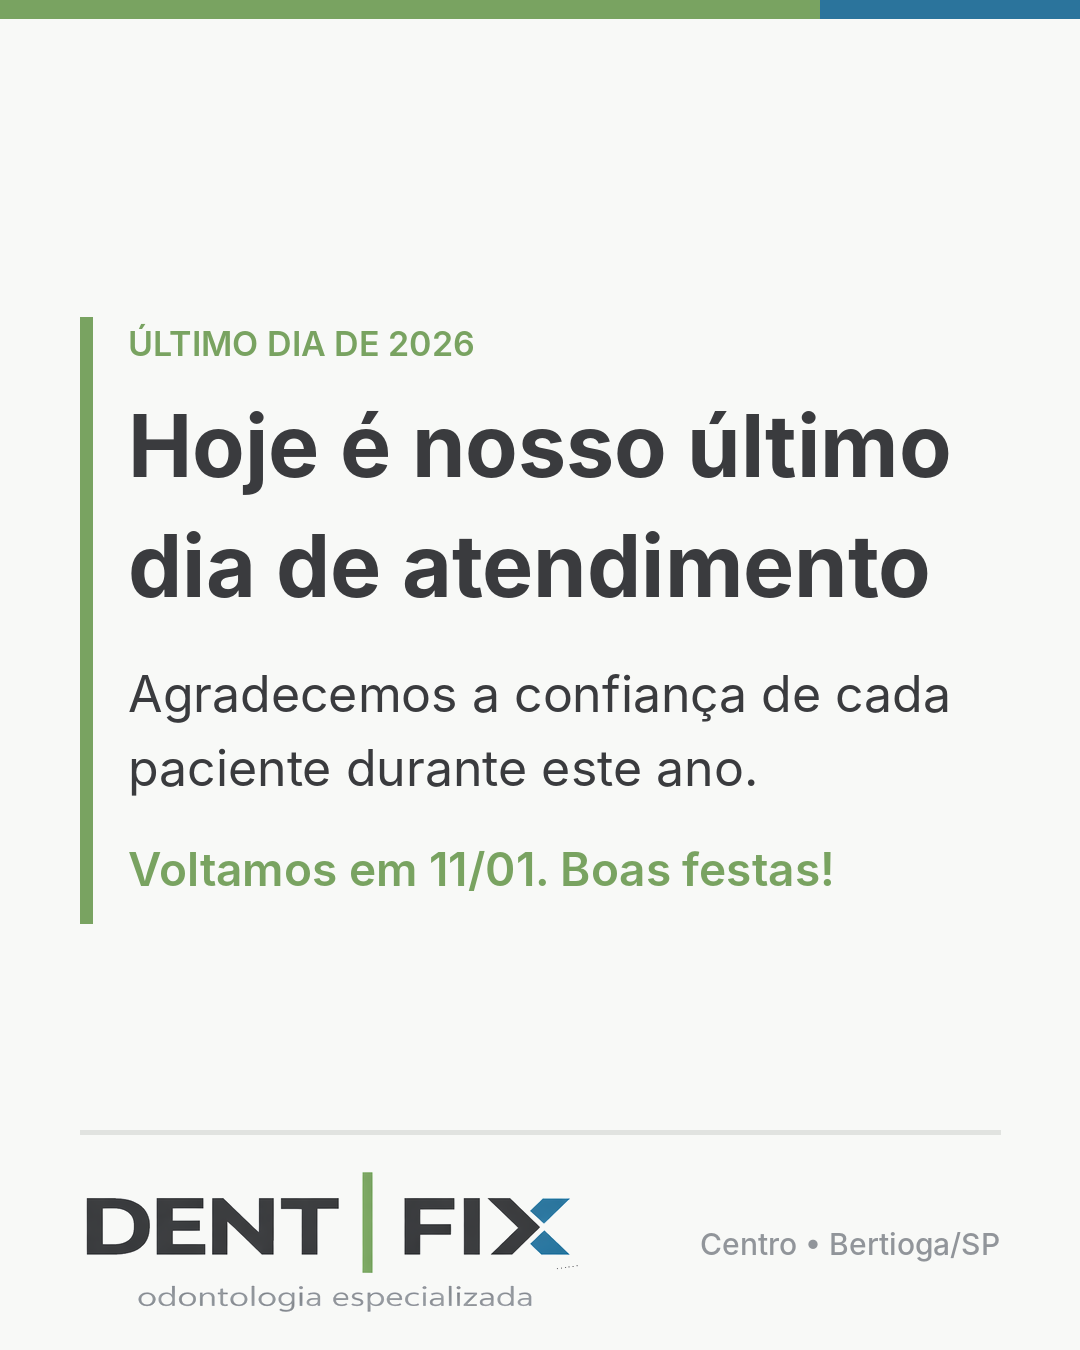 ÚLTIMO DIA DE 2026
Hoje é nosso último
dia de atendimento
Agradecemos a confiança de cada
paciente durante este ano.
Voltamos em 11/01. Boas festas!
DENT FIX
odontologia especializada
Centro • Bertioga/SP